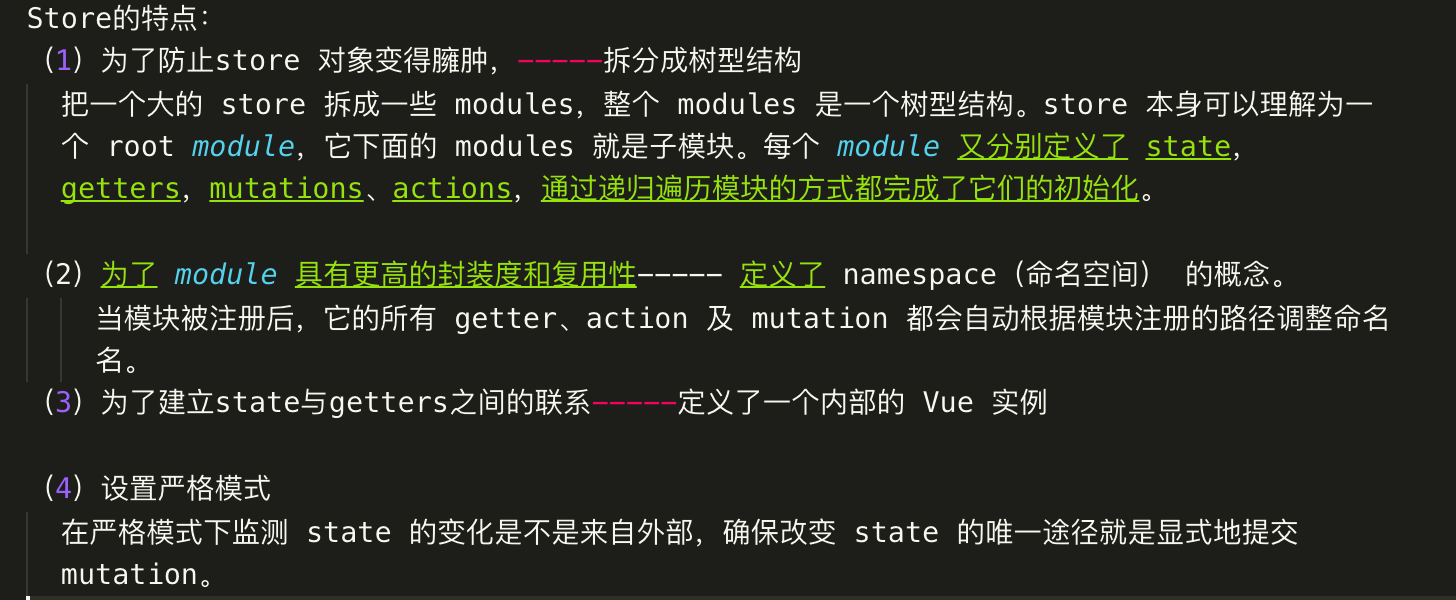 Store的特点：
（1）为了防止store 对象变得臃肿，-----拆分成树型结构
把一个大的 store 拆成一些 modules，整个 modules 是一个树型结构。store 本身可以理解为一
个 root module，它下面的 modules 就是子模块。每个 module 又分别定义了 state，
getters，mutations、actions，通过递归遍历模块的方式都完成了它们的初始化。
（2）为了 module 具有更高的封装度和复用性----- 定义了 namespace（命名空间） 的概念。
当模块被注册后，它的所有 getter、action 及 mutation 都会自动根据模块注册的路径调整命名
名。
（3）为了建立state与getters之间的联系-----定义了一个内部的 Vue 实例
（4）设置严格模式
在严格模式下监测 state 的变化是不是来自外部，确保改变 state 的唯一途径就是显式地提交
mutation。